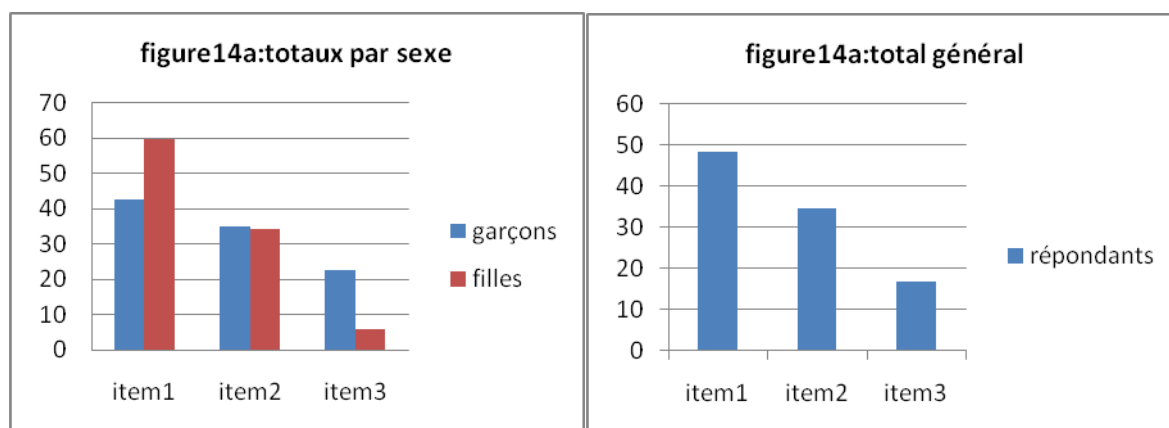 figure14a:totaux par sexe
70
60
50
40
30
20
10
0
item1 item2 item3
garçons
filles
figure14a:total général
60
50
40
30
20
10
0
item1 item2 item3
répondants